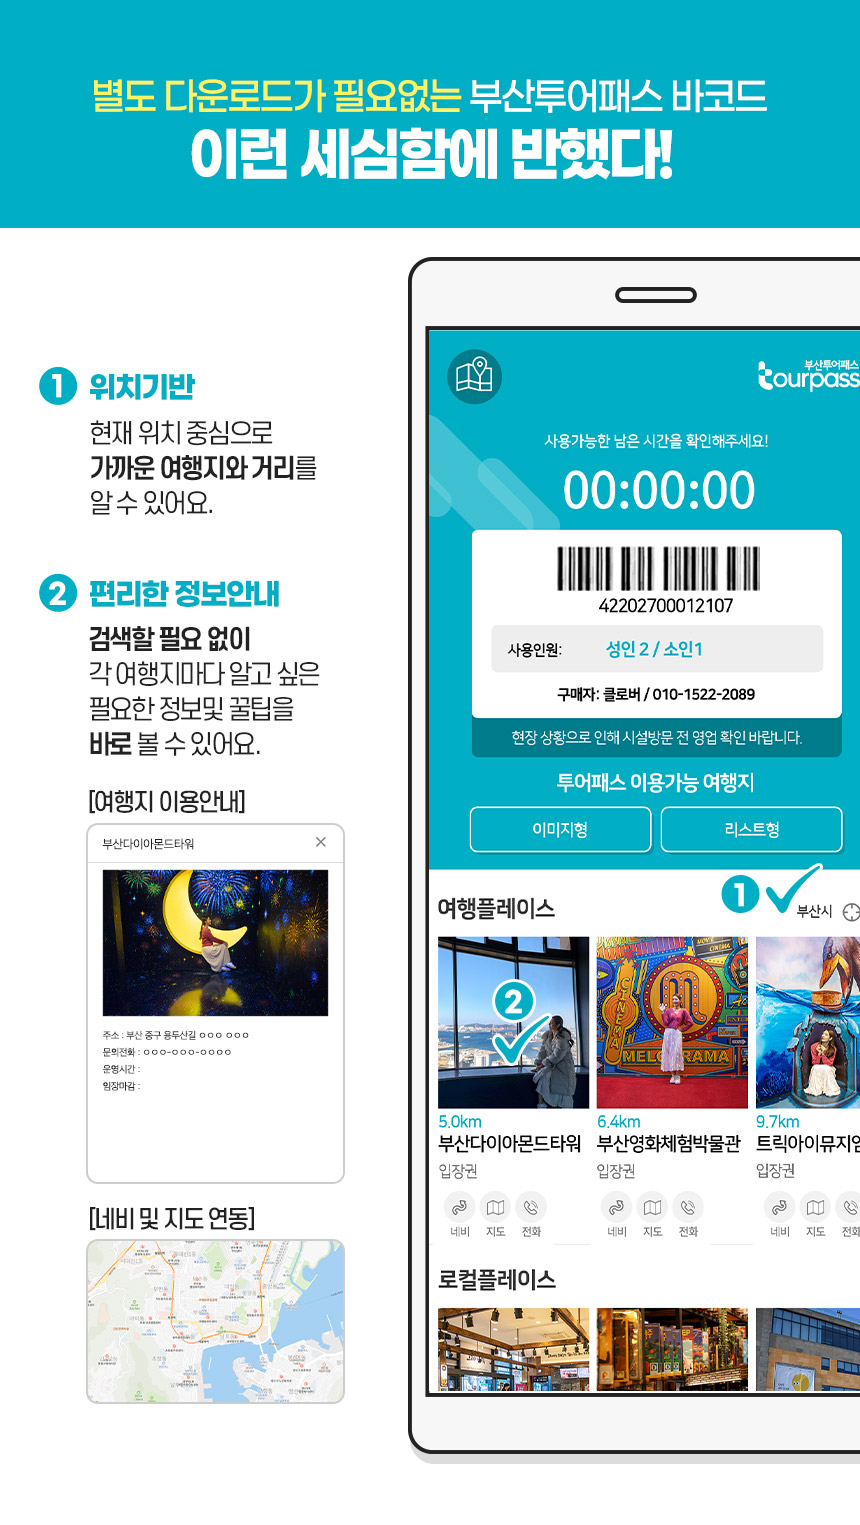 별도 다운로드가 필요없는 부산투어패스 바코드
이런 세심함에 반했다!
1 위치기반
현재 위치 중심으로
가까운 여행지와 거리를
알 수 있어요.
2 편리한 정보안내
검색할 필요 없이
각 여행지마다 알고 싶은
필요한 정보및 꿀팁을
바로 볼 수 있어요.
[여행지 이용안내]
부산다이아몬드타워
주소 : 부산 중구 용두산길 ㅇㅇㅇ ㅇㅇㅇ
문의전화 : ㅇㅇㅇ-ㅇㅇㅇ-ㅇㅇㅇㅇ
운영시간 :
입장마감 :
[네비 및 지도 연동]
부산투어패스
tourpass
사용가능한 남은 시간을 확인해주세요!
00:00:00
42202700012107
사용인원: 성인 2 / 소인1
구매자: 클로버 / 010-1522-2089
현장 상황으로 인해 시설방문 전 영업 확인 바랍니다.
투어패스 이용가능 여행지
이미지형 리스트형
여행플레이스
1
부산시
2
CINEMA
MOVIE
CINEMA
MELODRAMA
5.0km 6.4km 9.7km
부산다이아몬드타워 부산영화체험박물관 트릭아이뮤지엄
입장권 입장권 입장권
네비 지도 전화 네비 지도 전화 네비 지도 전화
로컬플레이스